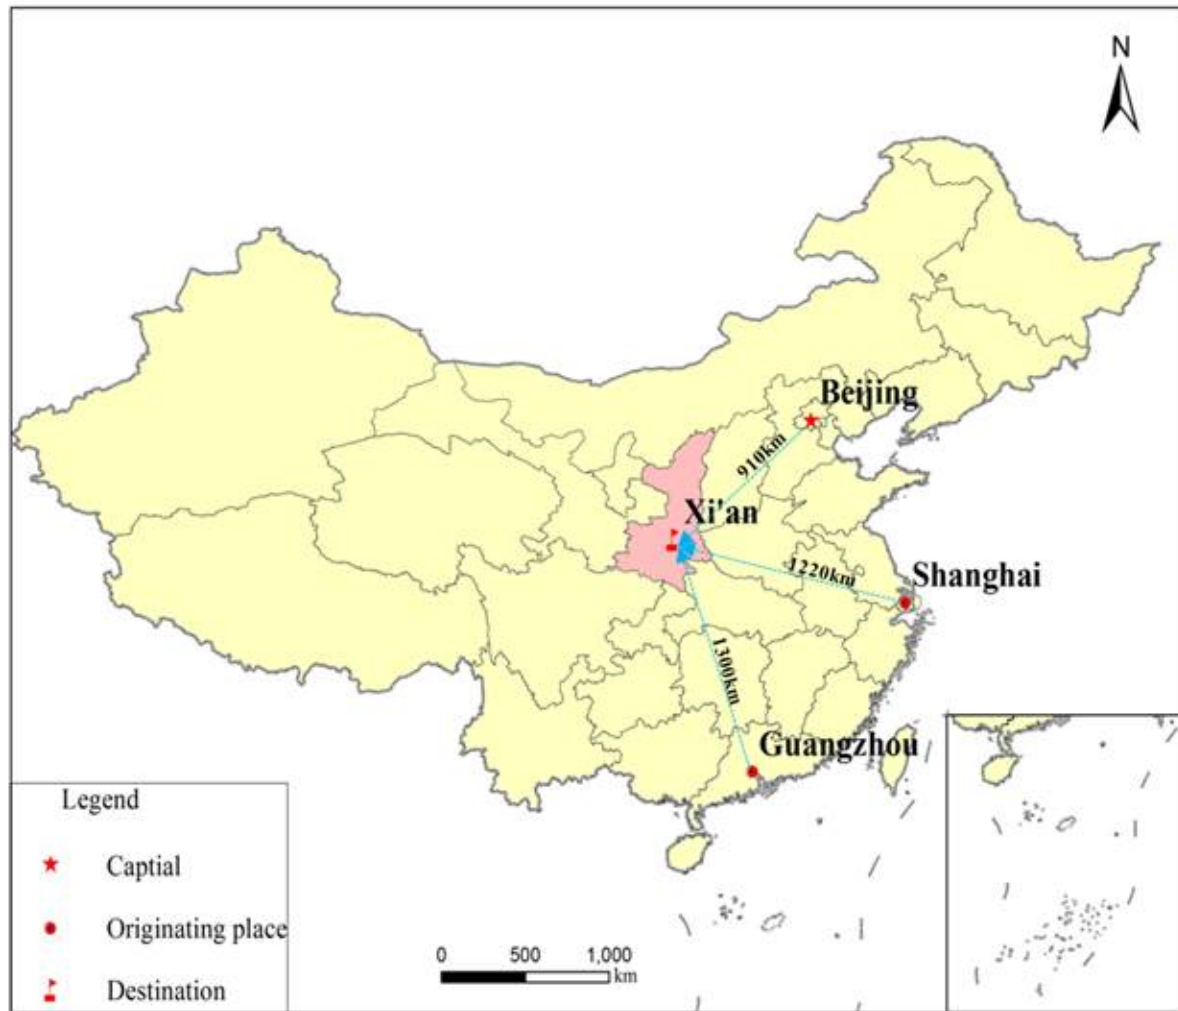 N
Beijing
910km
Xi'an
1220km
Shanghai
1300km
Guangzhou
Legend
Captial
Originating place
Destination
0 500 1,000
km